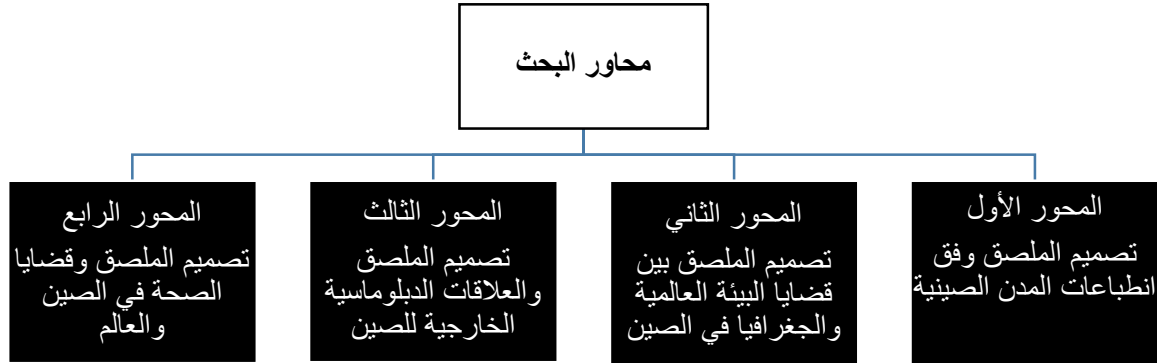 محاور البحث
المحور الأول
تصميم الملصق وفق
انطباعات المدن الصينية
المحور الثاني
تصميم الملصق بين
قضايا البيئة العالمية
والجغرافيا في الصين
المحور الثالث
تصميم الملصق
والعلاقات الدبلوماسية
الخارجية للصين
المحور الرابع
تصميم الملصق وقضايا
الصحة في الصين
والعالم